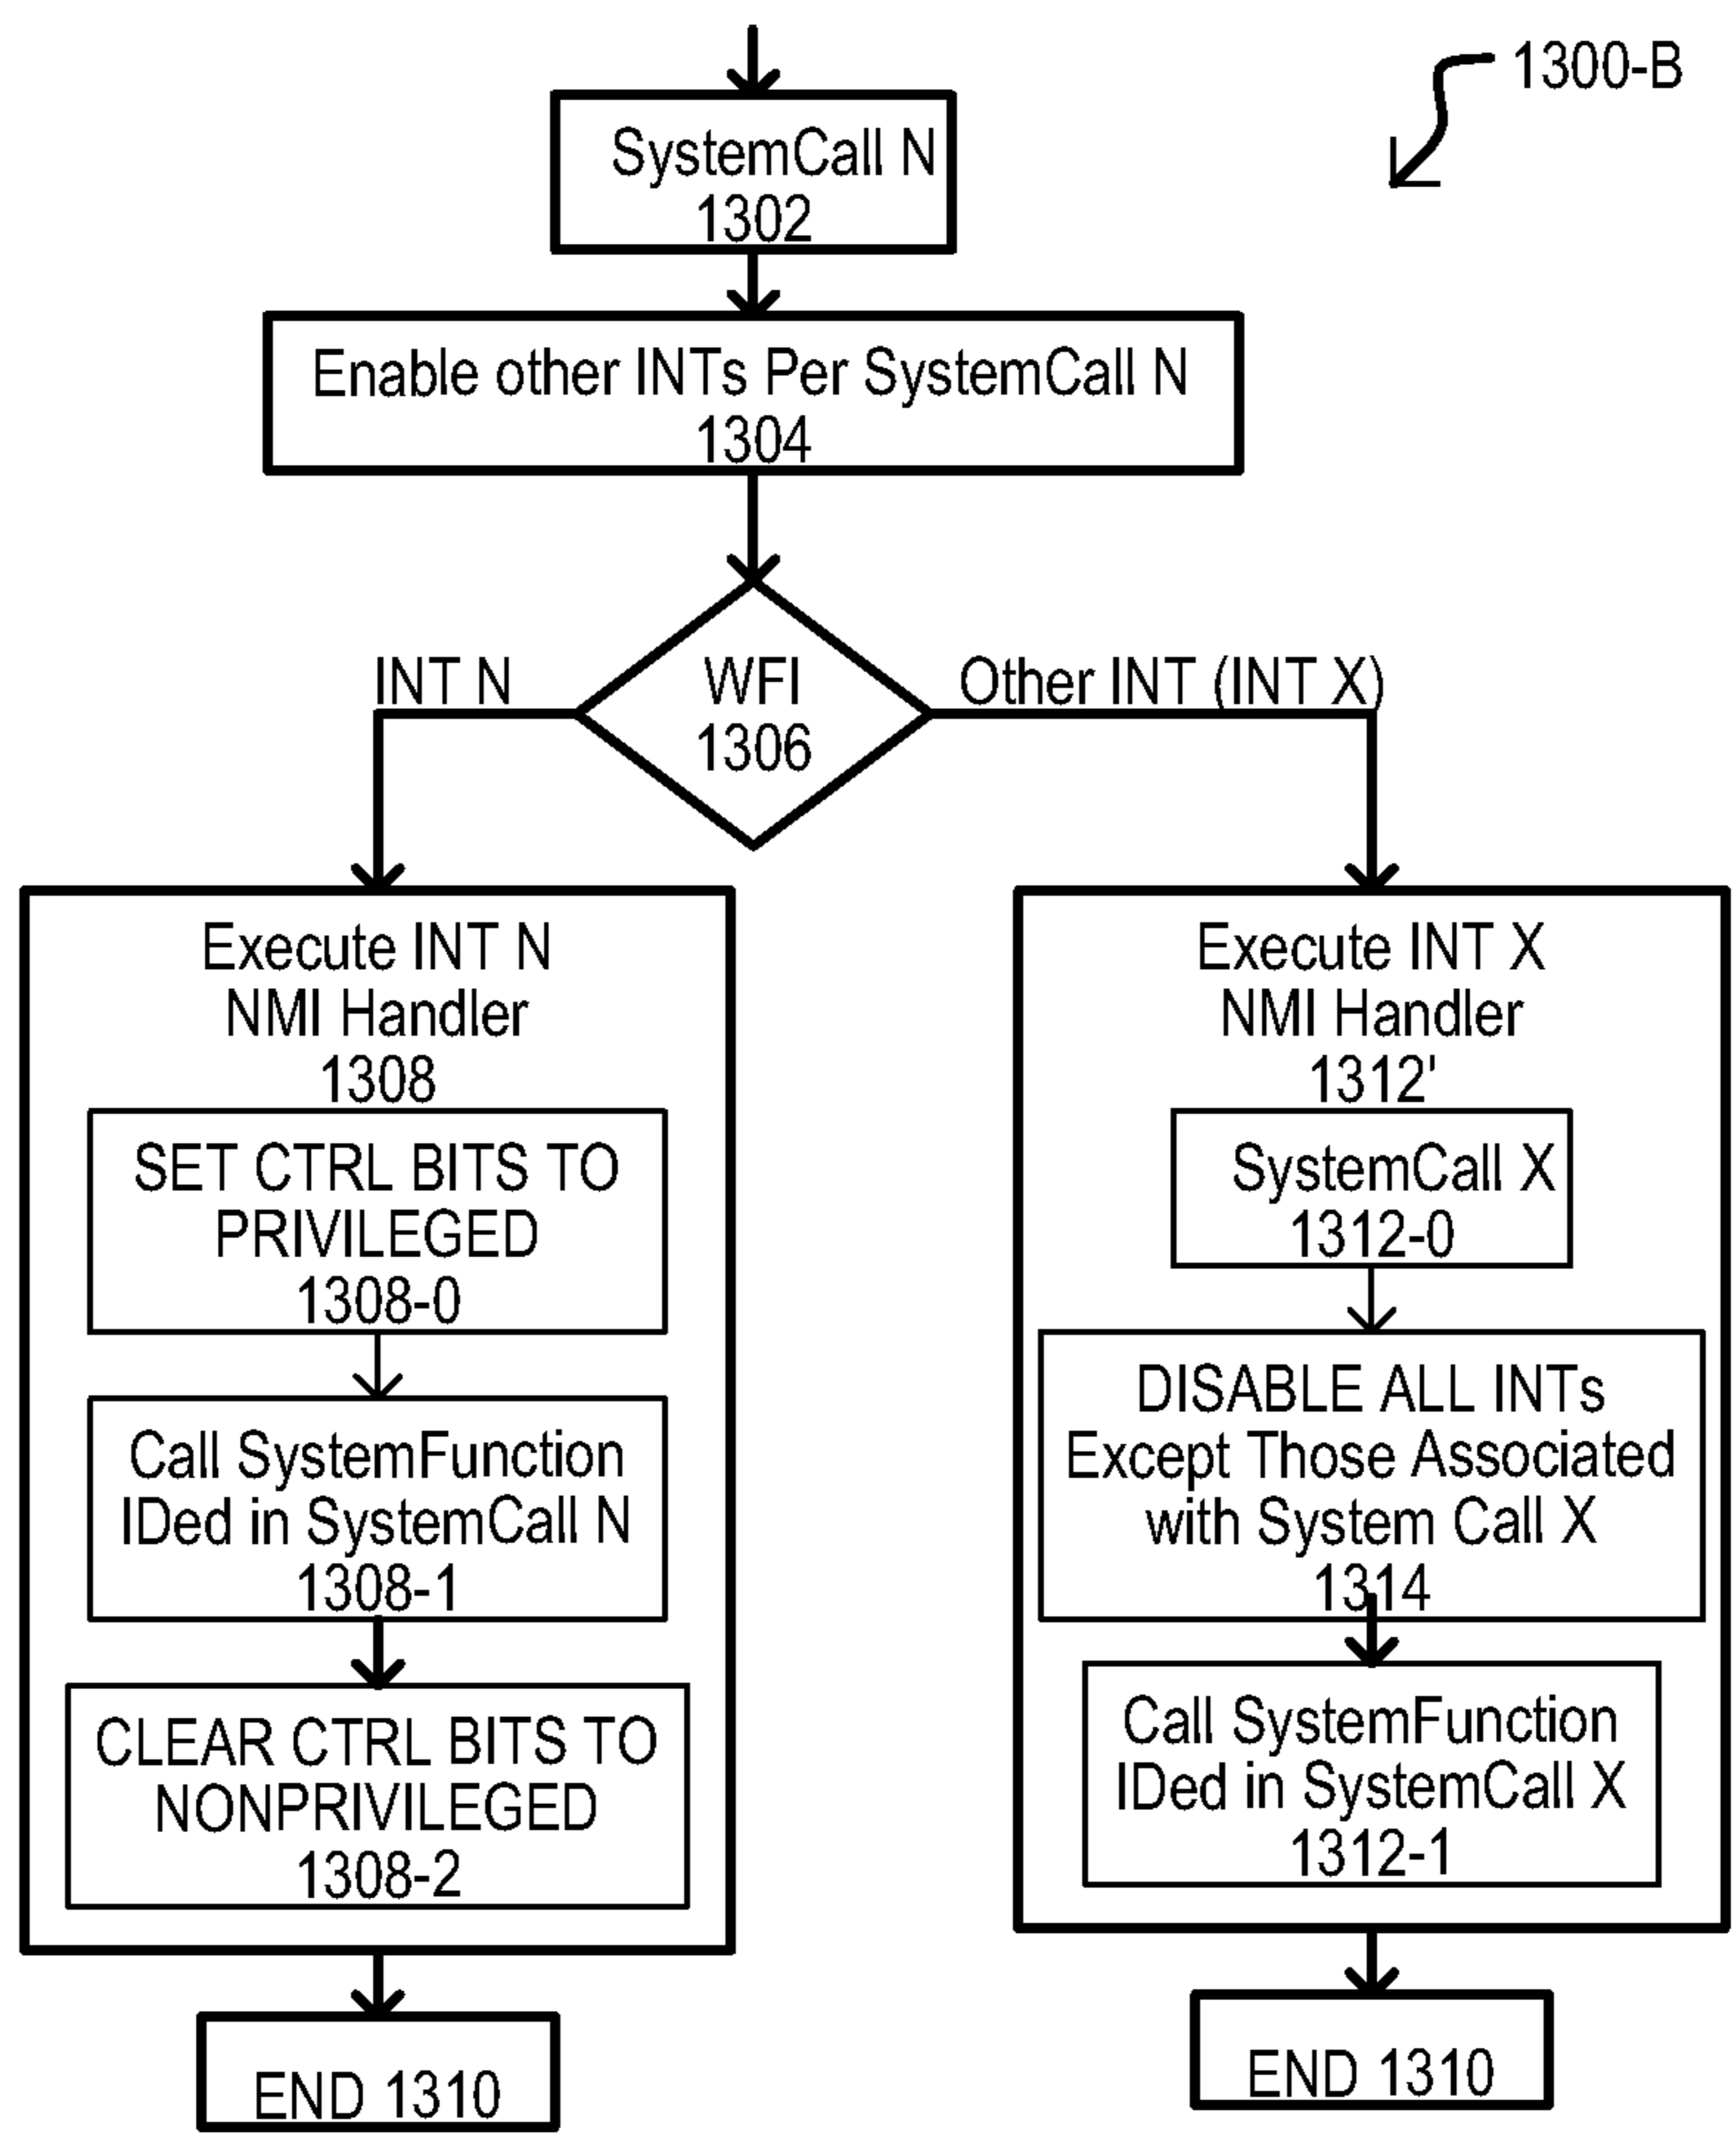 1300-B
SystemCall N
1302
Enable other INTs Per SystemCall N
1304
INT N
WFI
1306
Other INT (INT X)
Execute INT N
NMI Handler
1308
SET CTRL BITS TO
PRIVILEGED
1308-0
Call SystemFunction
IDed in SystemCall N
1308-1
CLEAR CTRL BITS TO
NONPRIVILEGED
1308-2
END 1310
Execute INT X
NMI Handler
1312'
SystemCall X
1312-0
DISABLE ALL INTs
Except Those Associated
with System Call X
1314
Call SystemFunction
IDed in SystemCall X
1312-1
END 1310